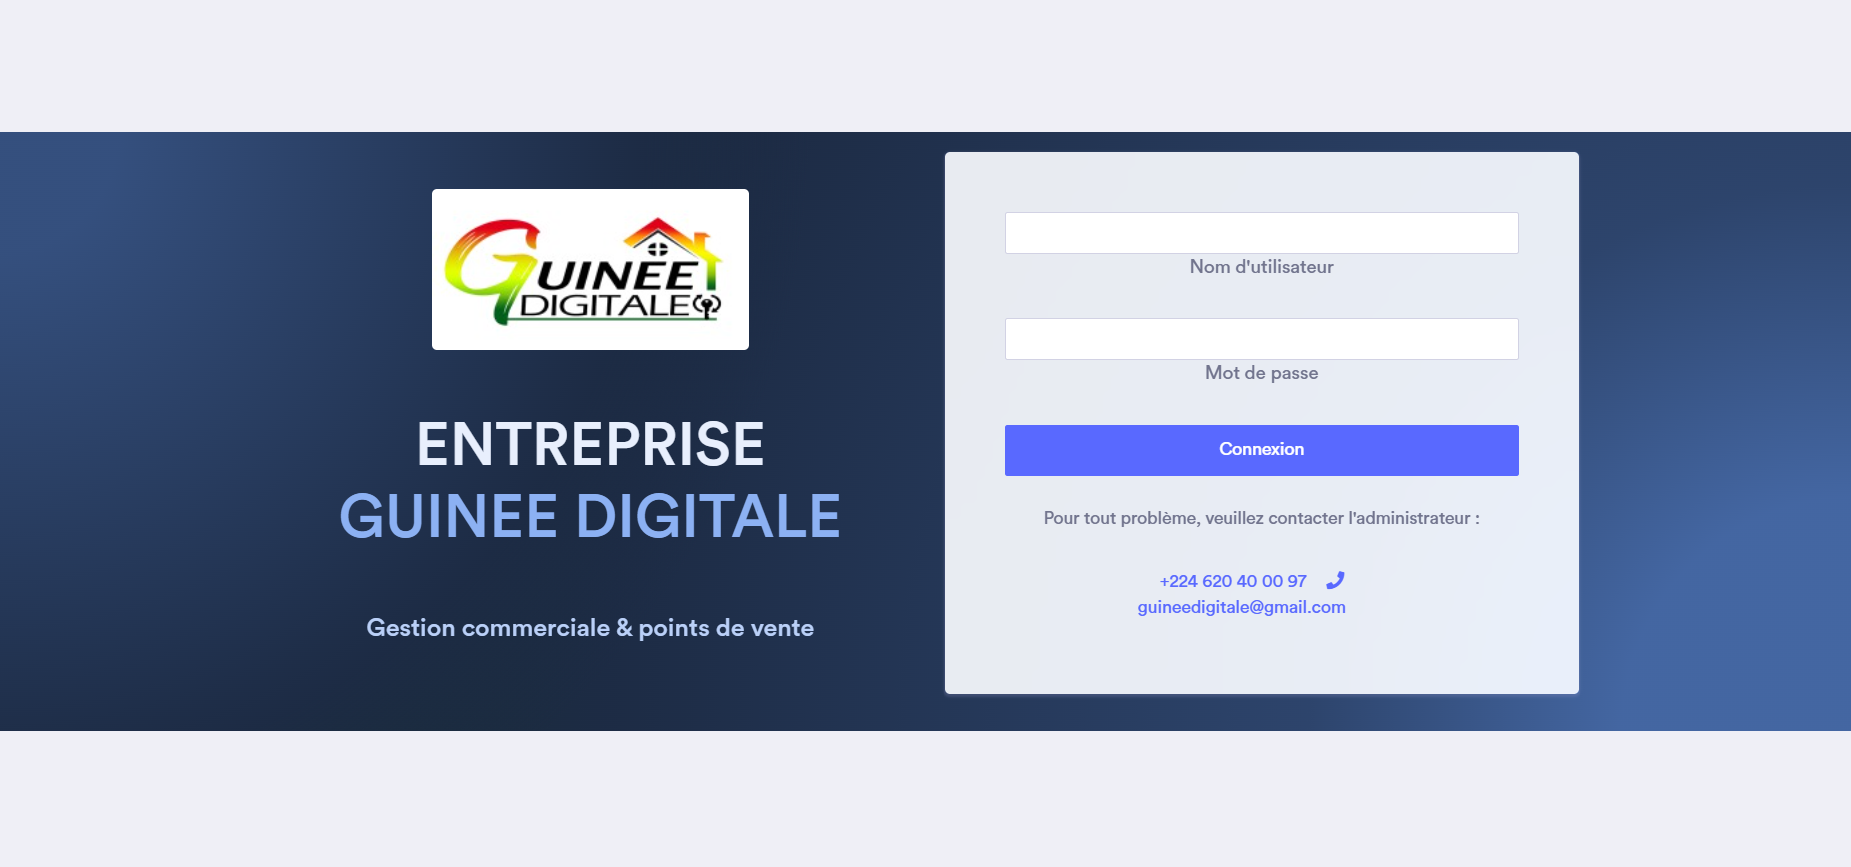 GUINÉE
DIGITALE
ENTREPRISE
GUINEE DIGITALE
Gestion commerciale & points de vente
Nom d'utilisateur
Mot de passe
Connexion
Pour tout problème, veuillez contacter l'administrateur :
+224 620 40 00 97
guineedigitale@gmail.com